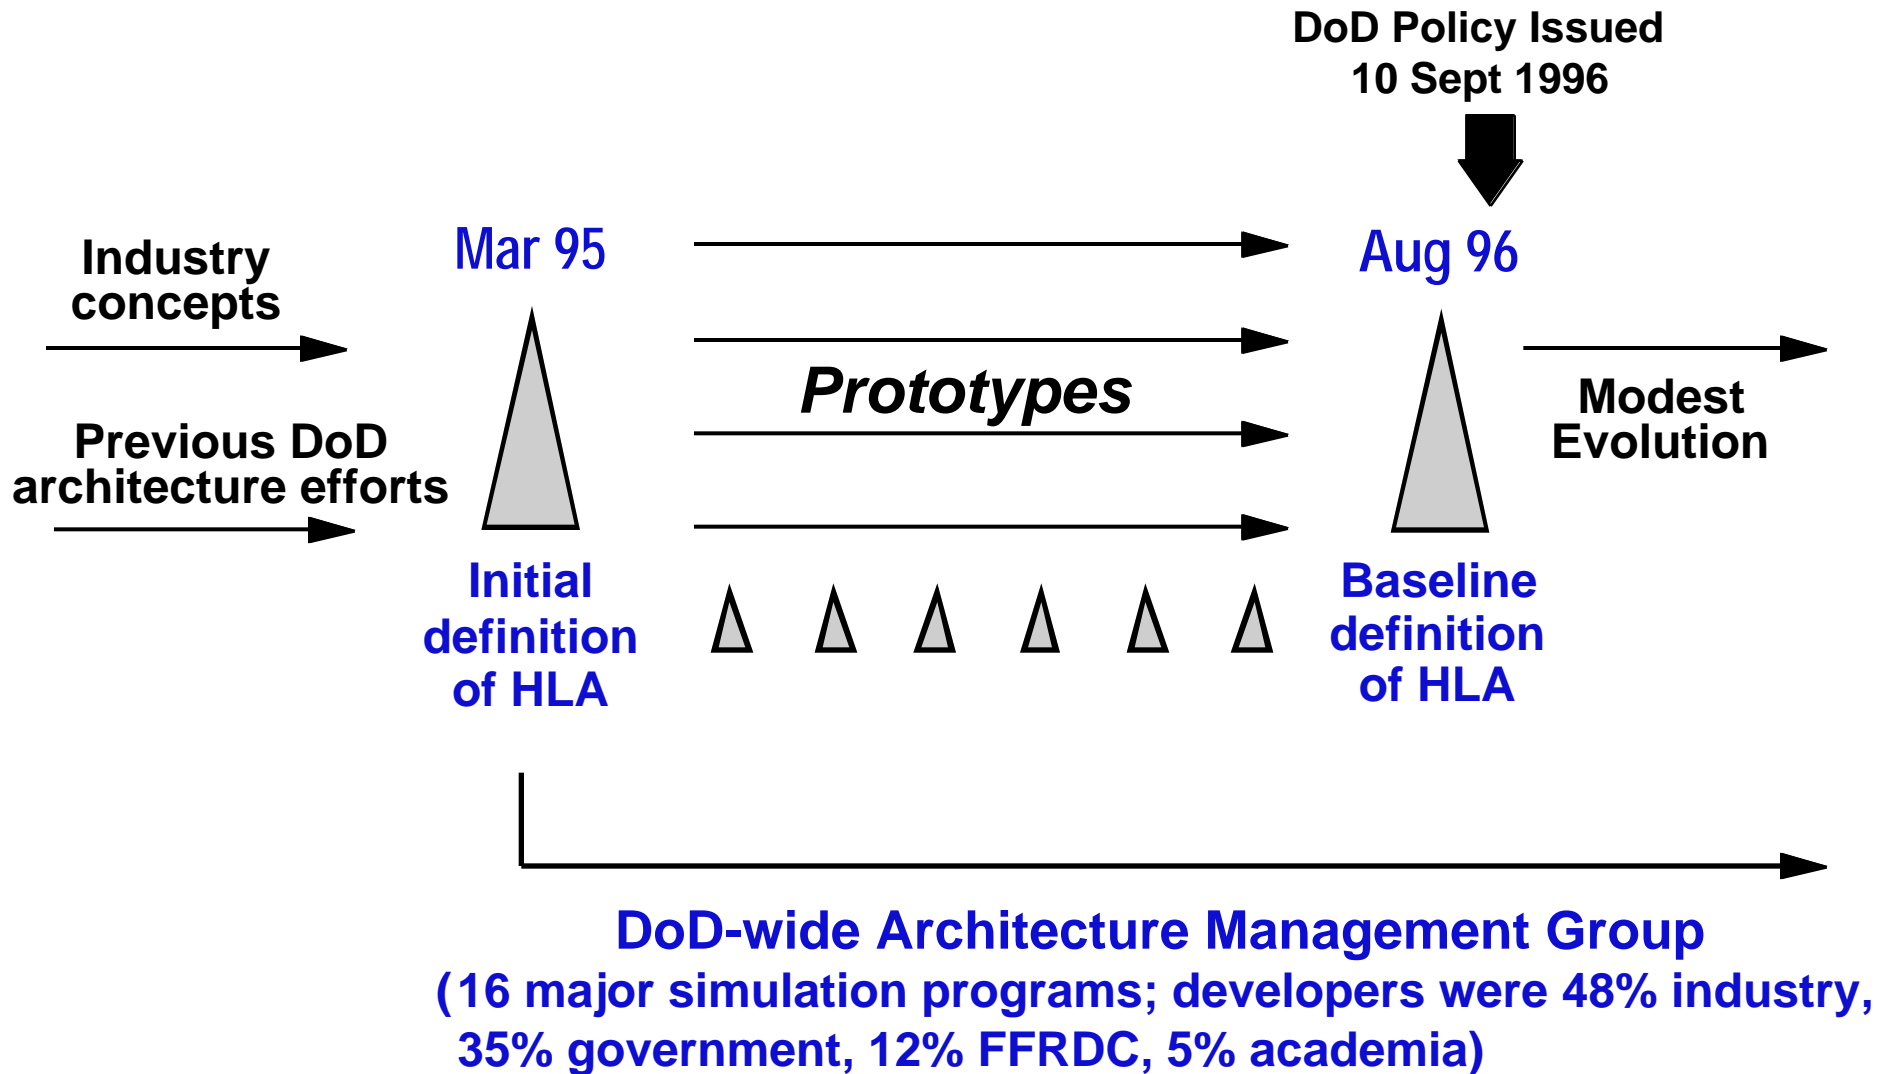 DoD Policy Issued
10 Sept 1996
Industry
concepts
Previous DoD
architecture efforts
Mar 95
Initial
definition
of HLA
Prototypes
Aug 96
Baseline
definition
of HLA
Modest
Evolution
DoD-wide Architecture Management Group
(16 major simulation programs; developers were 48% industry,
35% government, 12% FFRDC, 5% academia)